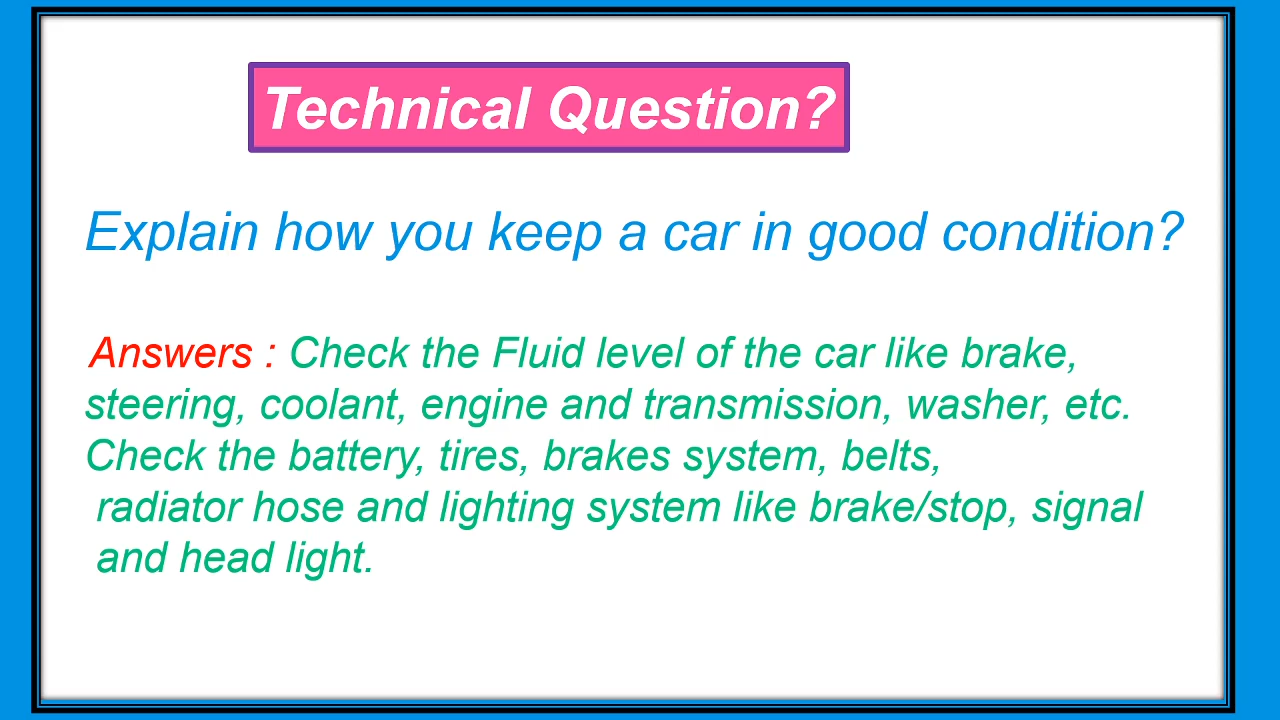 Technical Question?
Explain how you keep a car in good condition?
Answers : Check the Fluid level of the car like brake,
steering, coolant, engine and transmission, washer, etc.
Check the battery, tires, brakes system, belts,
radiator hose and lighting system like brake/stop, signal
and head light.